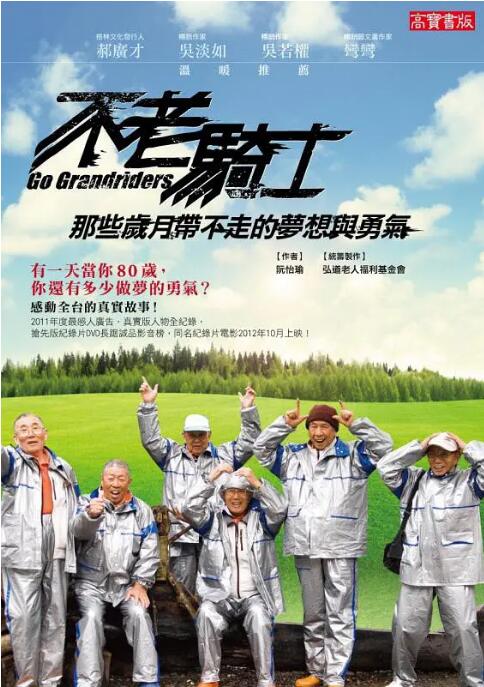 高寶書版
格林文化發行人
郝廣才
暢銷作家
吳淡如
暢銷作家
吳若權
暢銷圖文書作家
彎彎
溫暖推薦
不老騎士
Go Grandriders
那些歲月帶不走的夢想與勇氣
【作者】
阮怡瑜
【統籌製作】
弘道老人福利基金會
有一天當你80歲,
你還有多少做夢的勇氣?
感動全台的真實故事!
2011年度最感人廣告,真實版人物全紀錄,
搶先版紀錄片DVD長踞誠品影音榜,同名紀錄片電影2012年10月上映!